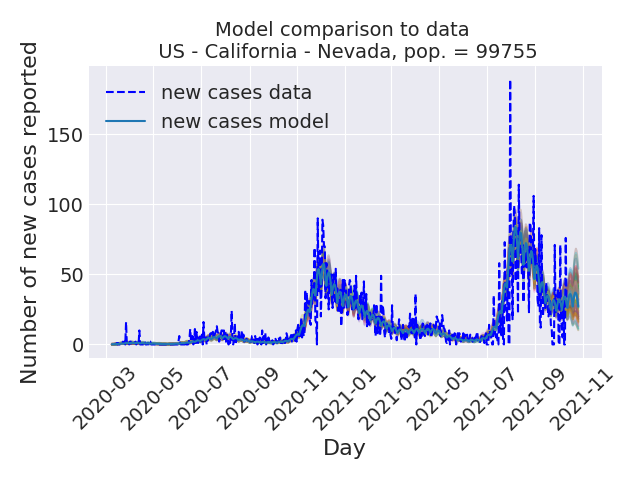 Model comparison to data
US - California - Nevada, pop. = 99755
Number of new cases reported
new cases data
new cases model
150
100
50
0
2020-03
2020-05
2020-07
2020-09
2020-11
2021-01
2021-03
2021-05
2021-07
2021-09
2021-11
Day